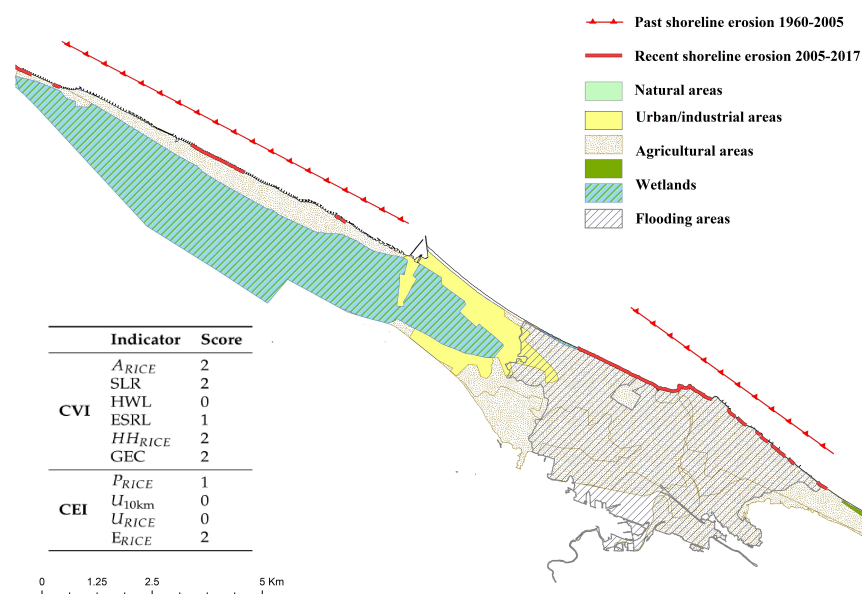 Past shoreline erosion 1960-2005
Recent shoreline erosion 2005-2017
Natural areas
Urban/industrial areas
Agricultural areas
Wetlands
Flooding areas
Indicator Score
A_RICE 2
SLR 2
HWL 0
CVI ESRL 1
HH_RICE 2
GEC 2
P_RICE 1
CEI U_10km 0
U_RICE 0
E_RICE 2
0 1.25 2.5 5 Km